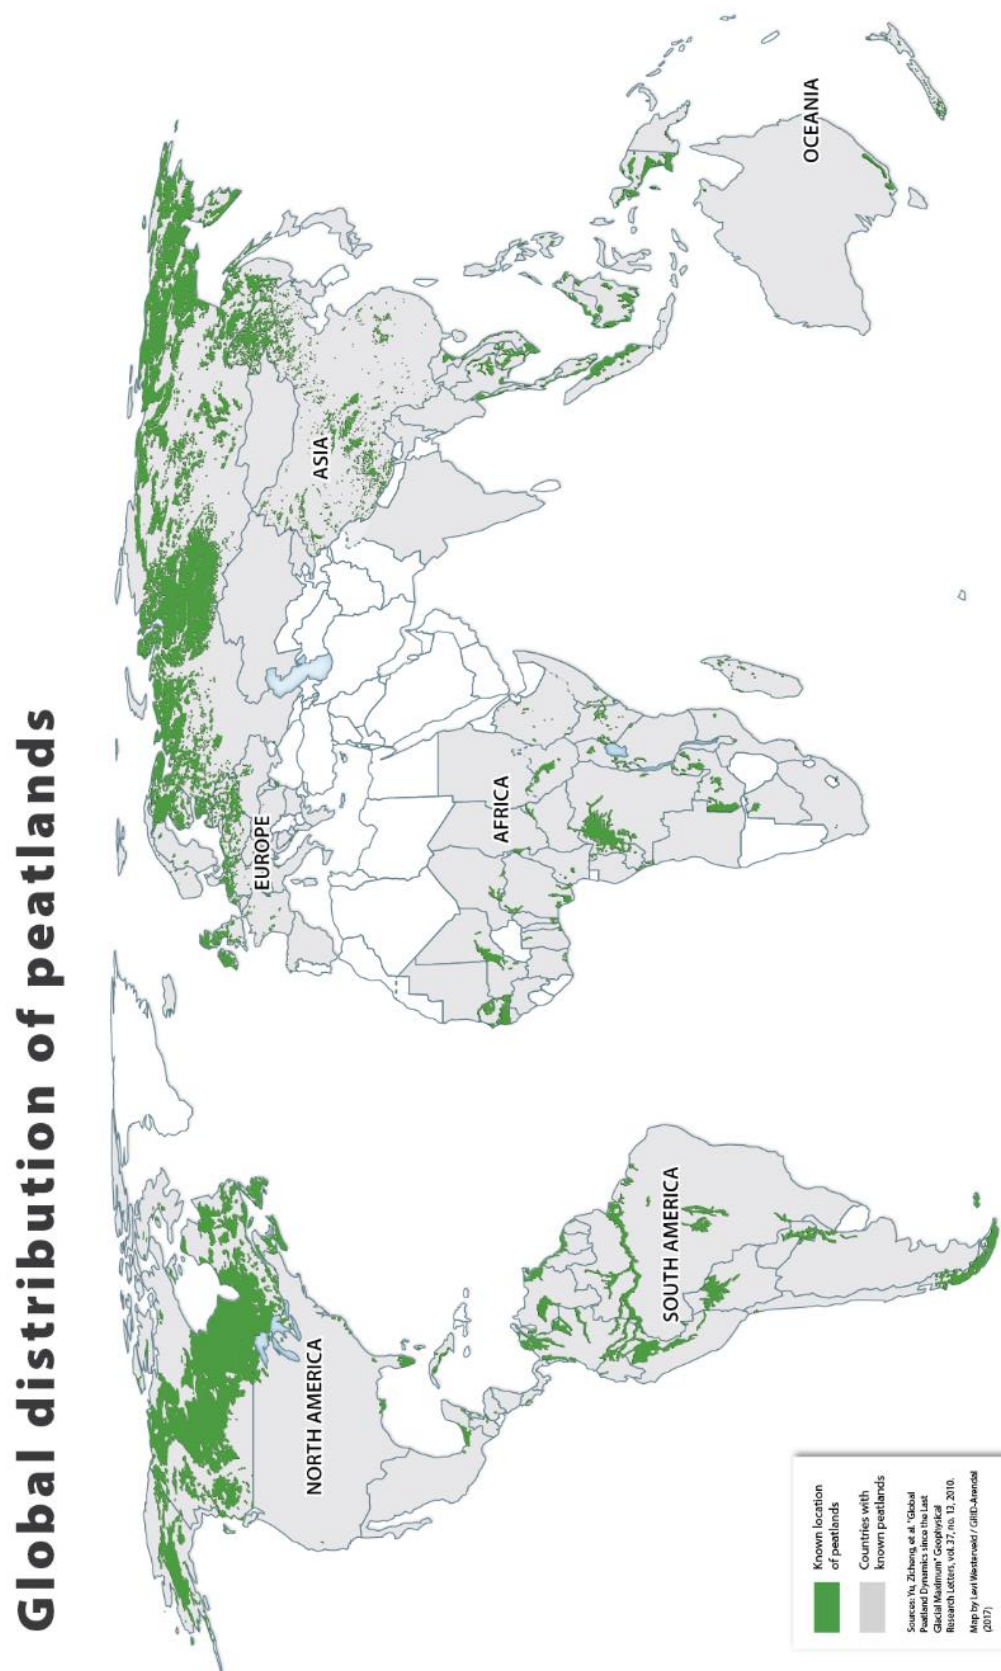 Global distribution of peatlands
NORTH AMERICA
SOUTH AMERICA
EUROPE
AFRICA
ASIA
OCEANIA
Known location
of peatlands
Countries with
known peatlands
Sources: Yu, Zicheng, et al. "Global
Peatland Dynamics since the Last
Glacial Maximum" Geophysical
Research Letters, vol. 37, no. 13, 2010.
Map by Levi Westerveld / GRID-Arendal
(2017)